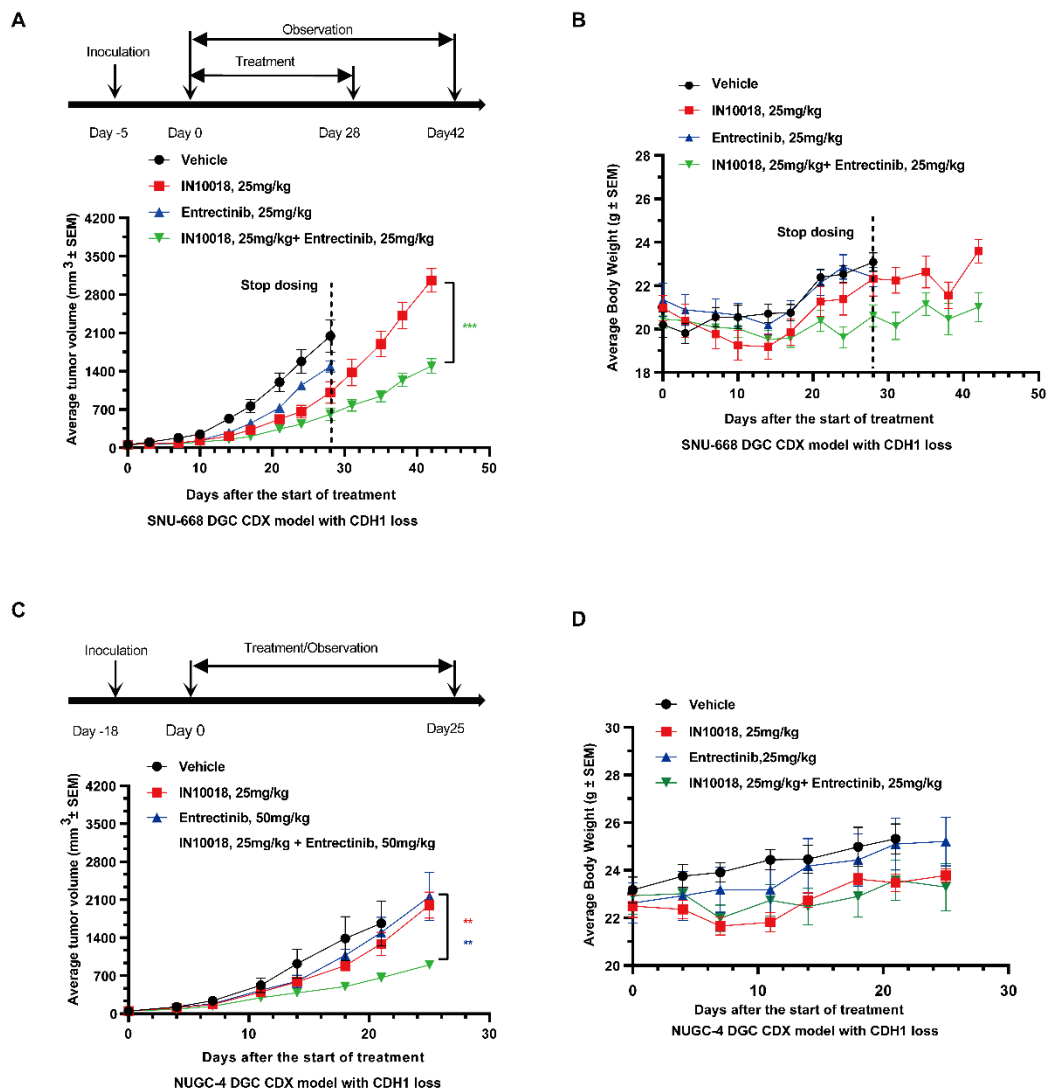 A
Observation
Inoculation
Treatment
Day -5
Day 0
Day 28
Day42
Vehicle
IN10018, 25mg/kg
Entrectinib, 25mg/kg
IN10018, 25mg/kg+ Entrectinib, 25mg/kg
Average tumor volume (mm3 ± SEM)
4200
3500
2800
2100
1400
700
0
Stop dosing
***
0
10
20
30
40
50
Days after the start of treatment
SNU-668 DGC CDX model with CDH1 loss
B
Vehicle
IN10018, 25mg/kg
Entrectinib, 25mg/kg
IN10018, 25mg/kg+ Entrectinib, 25mg/kg
Average Body Weight (g ± SEM)
28
26
24
22
20
18
Stop dosing
0
10
20
30
40
50
Days after the start of treatment
SNU-668 DGC CDX model with CDH1 loss
C
Inoculation
Treatment/Observation
Day -18
Day 0
Day25
Vehicle
IN10018, 25mg/kg
Entrectinib, 50mg/kg
IN10018, 25mg/kg + Entrectinib, 50mg/kg
Average tumor volume (mm3± SEM)
4200
3500
2800
2100
1400
700
0
**
**
0
10
20
30
Days after the start of treatment
NUGC-4 DGC CDX model with CDH1 loss
D
Vehicle
IN10018, 25mg/kg
Entrectinib,25mg/kg
IN10018, 25mg/kg+ Entrectinib, 25mg/kg
Average Body Weight (g ± SEM)
30
28
26
24
22
20
0
10
20
30
Days after the start of treatment
NUGC-4 DGC CDX model with CDH1 loss